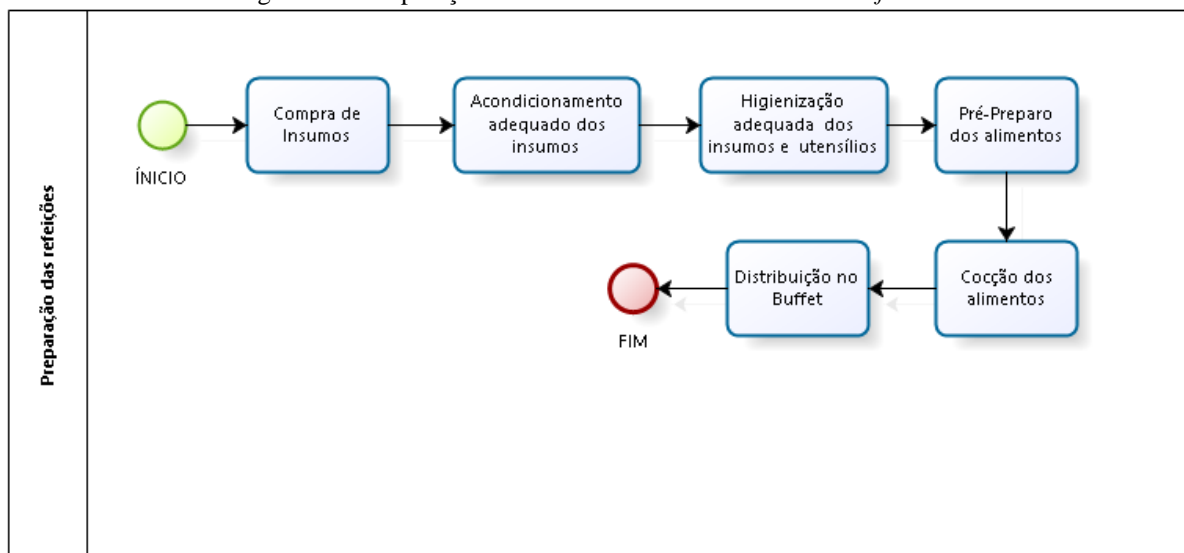 Preparação das refeições
ÍNICIO
Compra de
Insumos
Acondicionamento
adequado dos
insumos
Higienização
adequada dos
insumos e utensílios
Pré-Preparo
dos alimentos
Cocção dos
alimentos
Distribuição no
Buffet
FIM